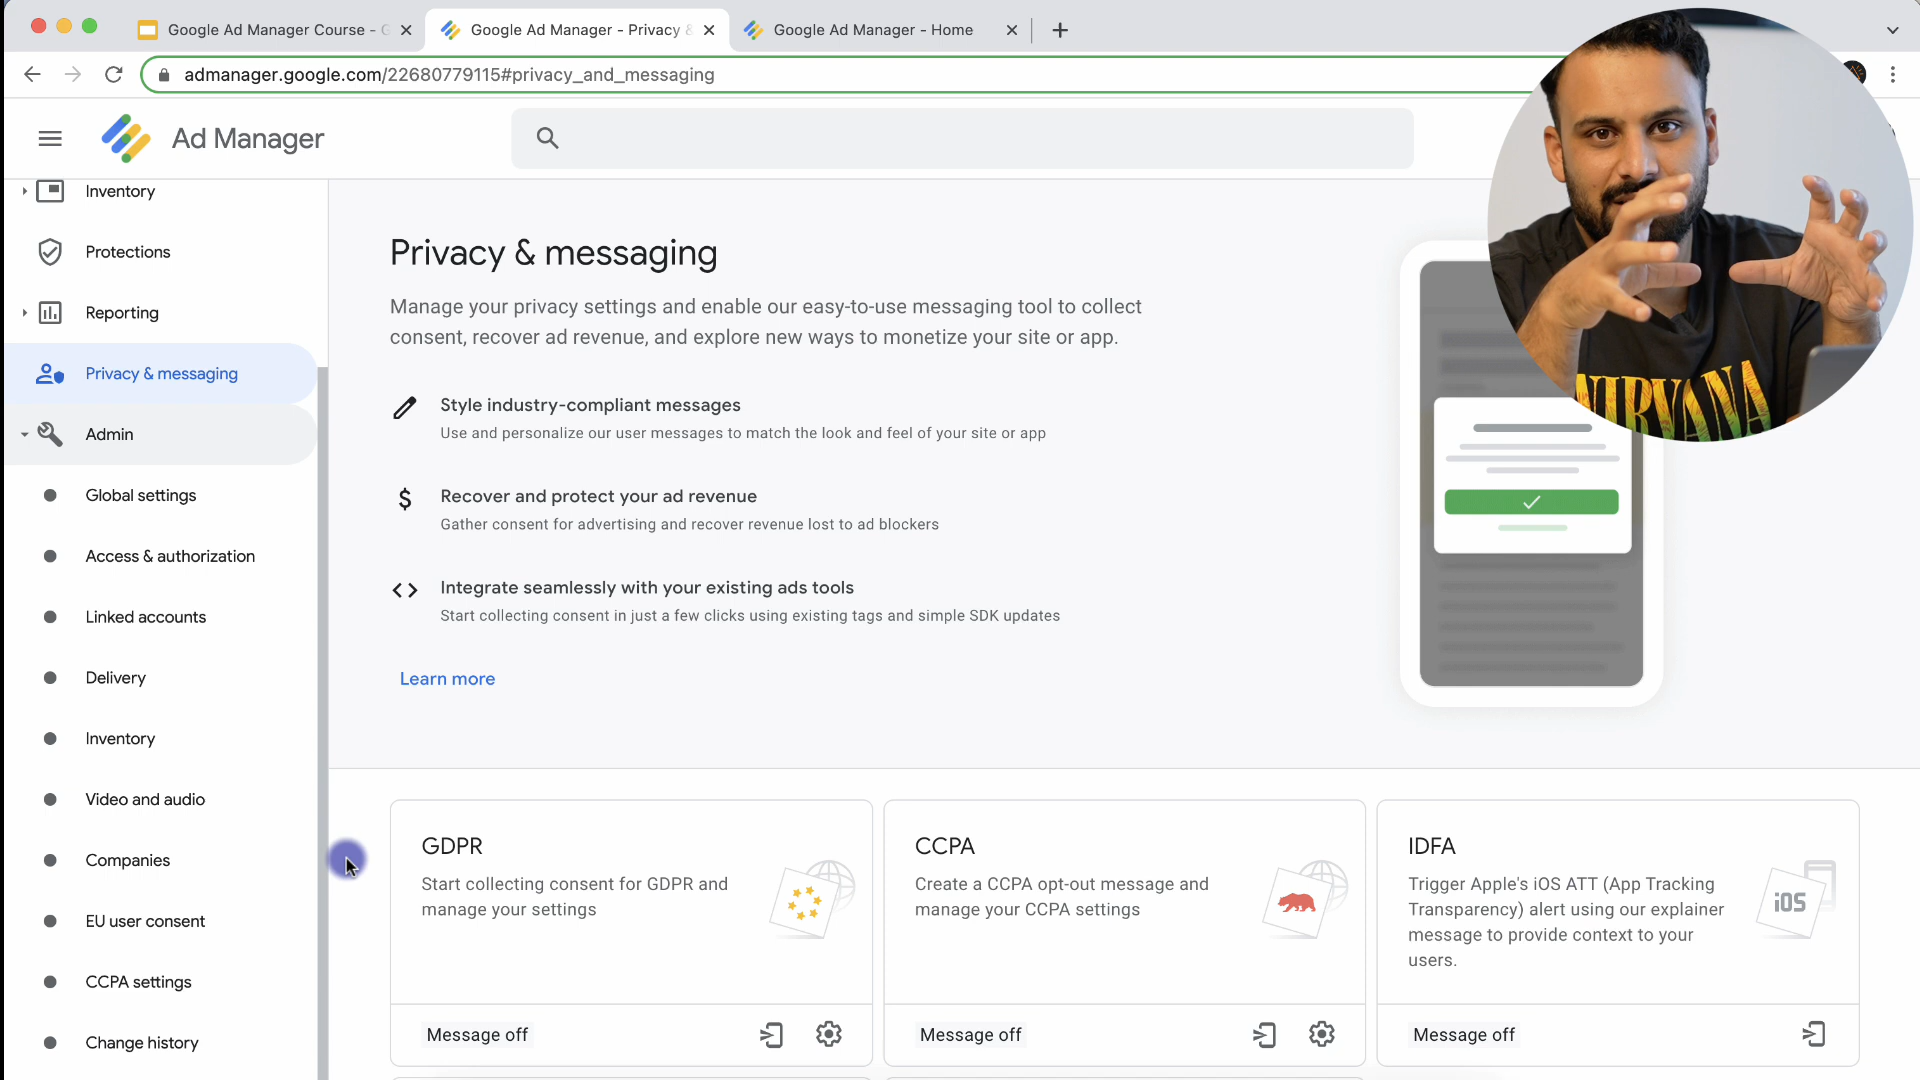 Google Ad Manager Course - G
Google Ad Manager - Privacy &
Google Ad Manager - Home
admanager.google.com/22680779115#privacy_and_messaging
Ad Manager
Inventory
Protections
Reporting
Privacy & messaging
Admin
Global settings
Access & authorization
Linked accounts
Delivery
Inventory
Video and audio
Companies
EU user consent
CCPA settings
Change history
Privacy & messaging
Manage your privacy settings and enable our easy-to-use messaging tool to collect
consent, recover ad revenue, and explore new ways to monetize your site or app.
Style industry-compliant messages
Use and personalize our user messages to match the look and feel of your site or app
Recover and protect your ad revenue
Gather consent for advertising and recover revenue lost to ad blockers
Integrate seamlessly with your existing ads tools
Start collecting consent in just a few clicks using existing tags and simple SDK updates
Learn more
NIRVANA
GDPR
Start collecting consent for GDPR and
manage your settings
Message off
CCPA
Create a CCPA opt-out message and
manage your CCPA settings
Message off
IDFA
Trigger Apple's iOS ATT (App Tracking
Transparency) alert using our explainer
message to provide context to your
users.
iOS
Message off